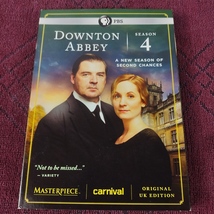 PBS
DOWNTON
ABBEY
SEASON
4
A NEW SEASON OF
SECOND CHANCES
"Not to be missed..."
— VARIETY
MASTERPIECE
carnival
ORIGINAL
UK EDITION